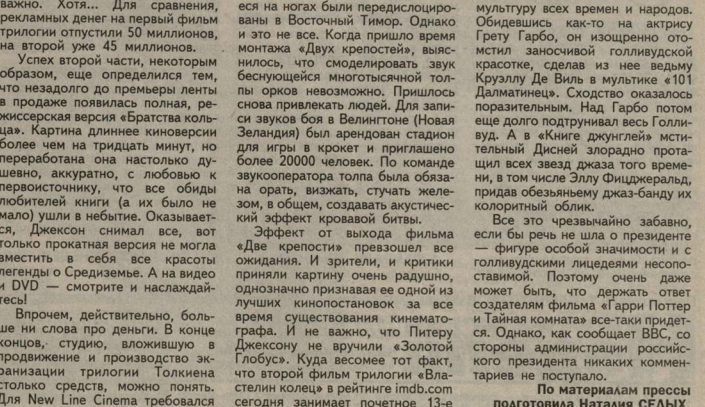 важно. Хотя... Для сравнения,
рекламных денег на первый фильм
трилогии отпустили 50 миллионов,
на второй уже 45 миллионов.
Успех второй части, некоторым
образом, еще определился тем,
что незадолго до премьеры ленты
в продаже появилась полная, ре-
жиссерская версия «Братства коль-
ца». Картина длиннее киноверсии
более чем на тридцать минут, но
переработана она настолько ду-
шевно, аккуратно, с любовью к
первоисточнику, что все обиды
любителей книги (а их было не
мало) ушли в небытие. Оказывает-
ся, Джексон снимал все, вот
только прокатная версия не могла
вместить в себя все красоты
легенды о Средиземье. А на видео
и DVD — смотрите и наслаждай-
тесь!
Впрочем, действительно, боль-
ше ни слова про деньги. В конце
концов, студию, вложившую в
продвижение и производство эк-
ранизации трилогии Толкиена
столько средств, можно понять.
Для New Line Cinema требовался
еся на ногах были передислоциро-
ваны в Восточный Тимор. Однако
и это не все. Когда пришло время
монтажа «Двух крепостей», выяс-
нилось, что смоделировать звук
беснующейся многотысячной тол-
пы орков невозможно. Пришлось
снова привлекать людей. Для запи-
си звуков боя в Велингтоне (Новая
Зеландия) был арендован стадион
для игры в крокет и приглашено
более 20000 человек. По команде
звукооператора толпа была обяза-
на орать, визжать, стучать желе-
зом, в общем, создавать акустичес-
кий эффект кровавой битвы.
Эффект от выхода фильма
«Две крепости» превзошел все
ожидания. И зрители, и критики
приняли картину очень радушно,
однозначно признавая ее одной из
лучших кинопостановок за все
время существования кинемато-
графа. И не важно, что Питеру
Джексону не вручили «Золотой
Глобус». Куда весомее тот факт,
что второй фильм трилогии «Вла-
стелин колец» в рейтинге imdb.com
сегодня занимает почетное 13-е
мультгуру всех времен и народов.
Обидевшись как-то на актрису
Грету Гарбо, он изощренно ото-
мстил заносчивой голливудской
красотке, сделав из нее ведьму
Круэллу Де Виль в мультике «101
Далматинец». Сходство оказалось
поразительным. Над Гарбо потом
еще долго подтрунивал весь Голли-
вуд. А в «Книге джунглей» мсти-
тельный Дисней злорадно прота-
щил всех звезд джаза того време-
ни, в том числе Эллу Фицджеральд,
придав обезьяньему джаз-банду их
колоритный облик.
Все это чрезвычайно забавно,
если бы речь не шла о президенте
— фигуре особой значимости и с
голливудскими лицедеями несопо-
ставимой. Поэтому очень даже
может быть, что держать ответ
создателям фильма «Гарри Поттер
и Тайная комната» все-таки придет-
ся. Однако, как сообщает BBC, со
стороны администрации российс-
кого президента никаких коммен-
тариев не поступало.
По материалам прессы
подготовила Наталия СЕДЫХ